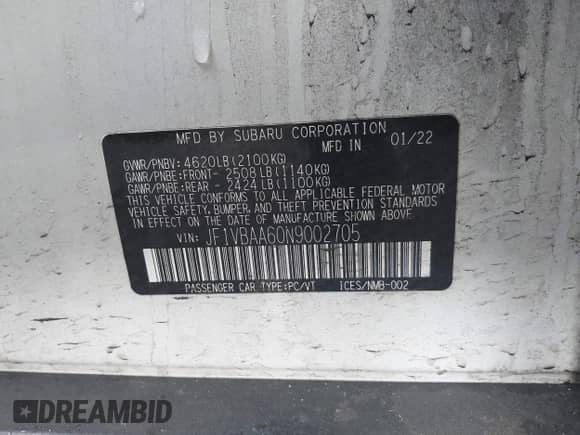 MFD BY SUBARU CORPORATION
MFD IN 01/22
GVWR/PNBV: 4620LB(2100KG)
GAWR/PNBE:FRONT- 2508 LB(1140KG)
GAWR/PNBE:REAR - 2424 LB(1100KG)
THIS VEHICLE CONFORMS TO ALL APPLICABLE FEDERAL MOTOR
VEHICLE SAFETY, BUMPER, AND THEFT PREVENTION STANDARDS
IN EFFECT ON THE DATE OF MANUFACTURE SHOWN ABOVE.
VIN: JF1VBAA60N9002705
PASSENGER CAR TYPE:PC/VT ICES/NMB-002
DREAMBID